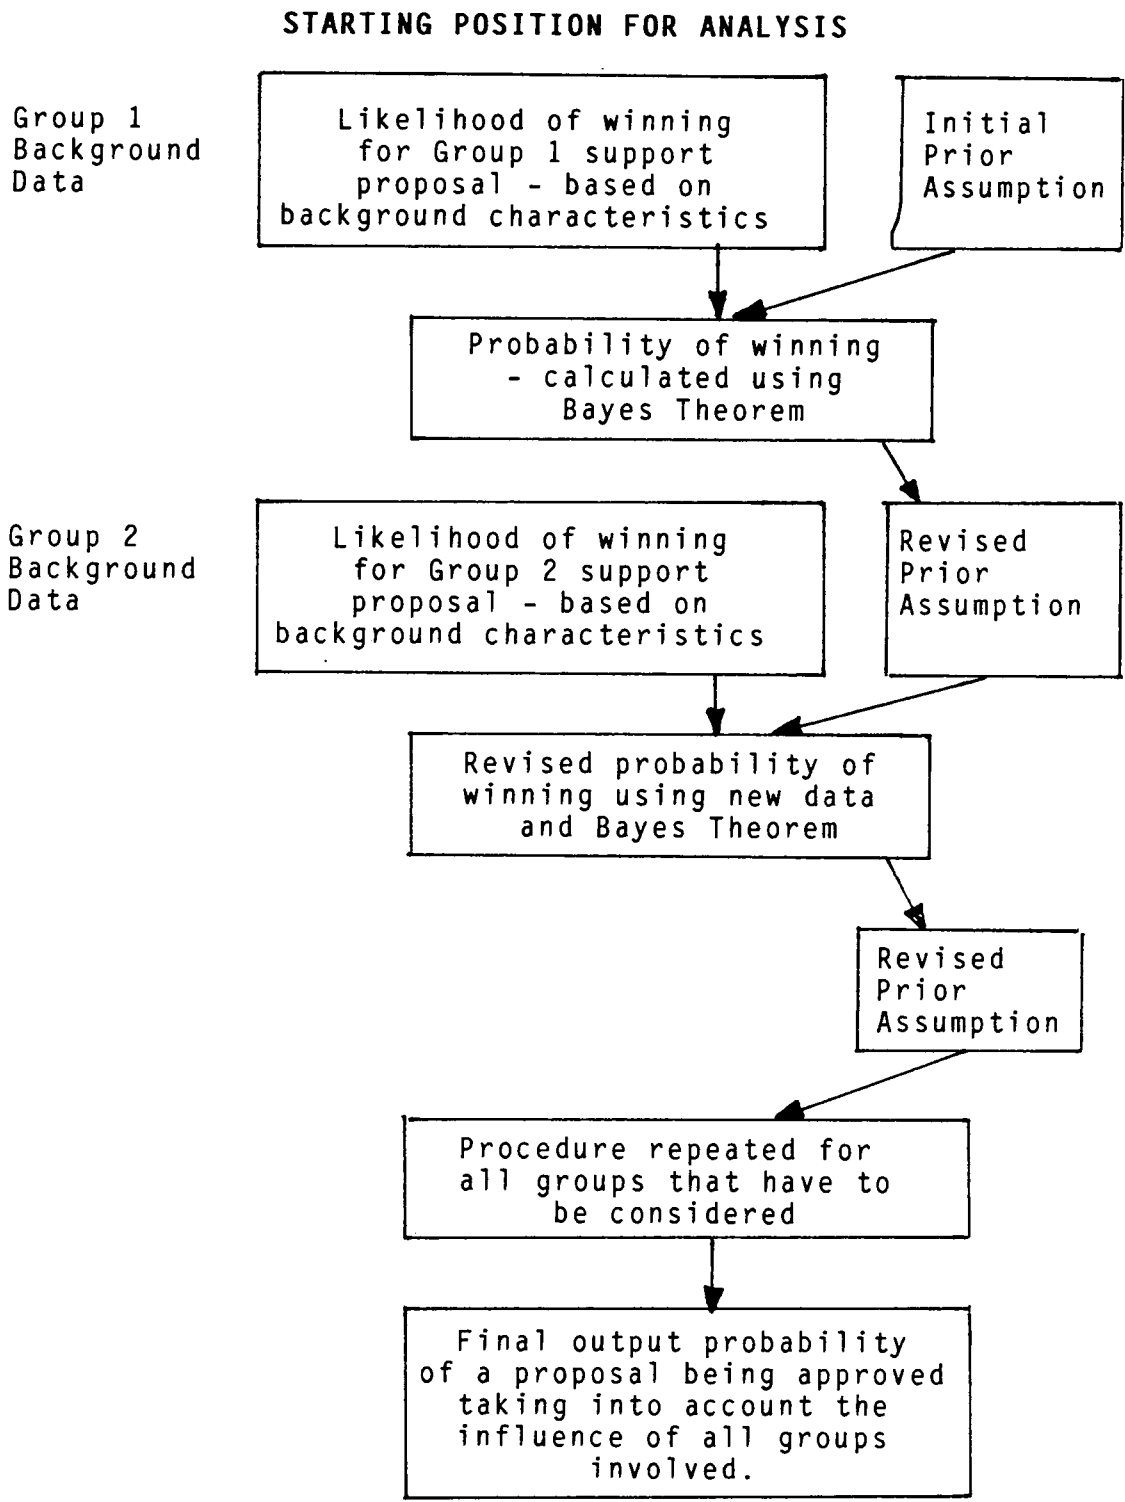 STARTING POSITION FOR ANALYSIS
Group 1
Background
Data
Likelihood of winning
for Group 1 support
proposal - based on
background characteristics
Initial
Prior
Assumption
Probability of winning
- calculated using
Bayes Theorem
Group 2
Background
Data
Likelihood of winning
for Group 2 support
proposal - based on
background characteristics
Revised
Prior
Assumption
Revised probability of
winning using new data
and Bayes Theorem
Revised
Prior
Assumption
Procedure repeated for
all groups that have to
be considered
Final output probability
of a proposal being approved
taking into account the
influence of all groups
involved.